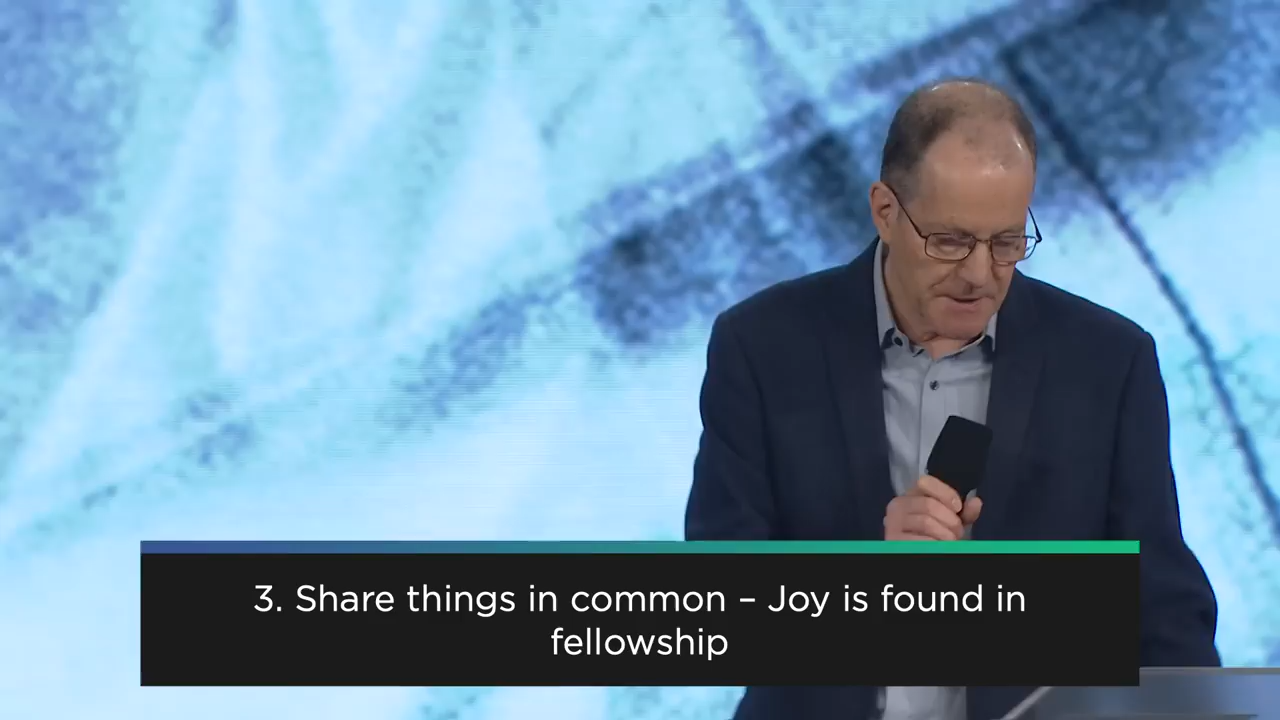 3. Share things in common – Joy is found in
fellowship